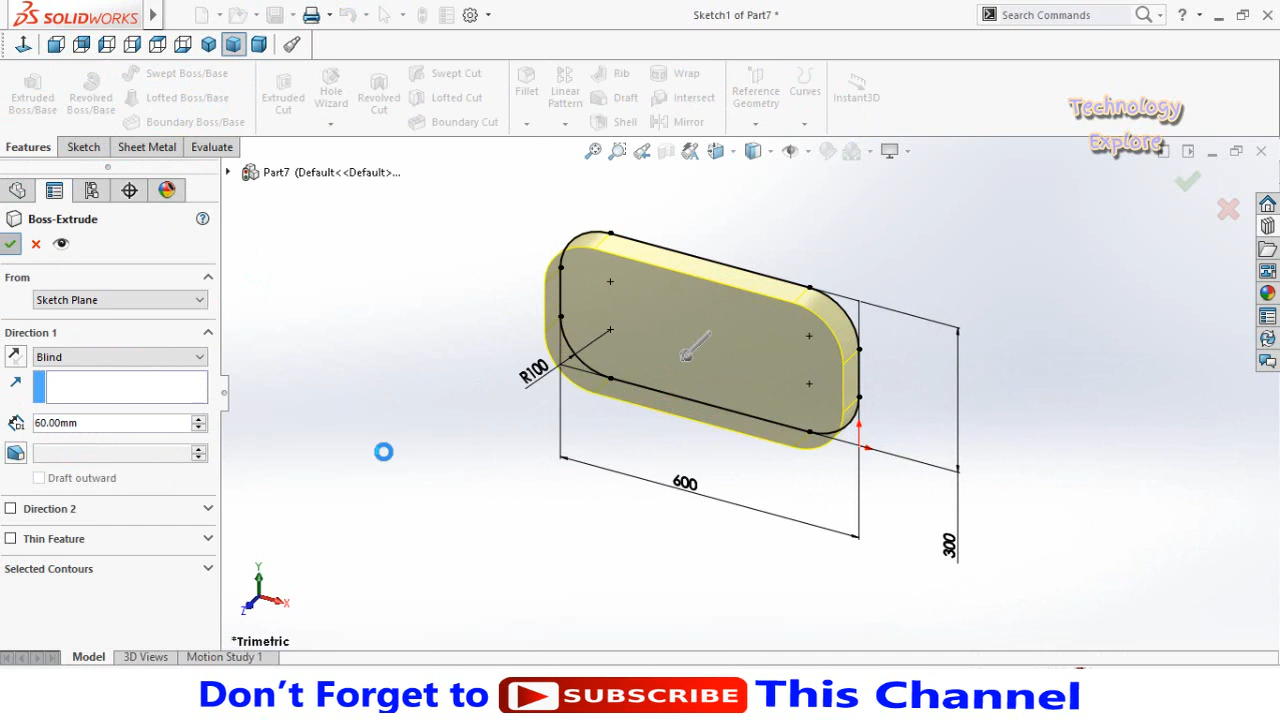 SOLIDWORKS
Sketch1 of Part7 *
Search Commands
?
Extruded Boss/Base
Revolved Boss/Base
Swept Boss/Base
Lofted Boss/Base
Boundary Boss/Base
Extruded Cut
Hole Wizard
Revolved Cut
Swept Cut
Lofted Cut
Boundary Cut
Fillet
Linear Pattern
Rib
Draft
Shell
Wrap
Intersect
Mirror
Reference Geometry
Curves
Instant3D
Technology
Explore
Features
Sketch
Sheet Metal
Evaluate
Part7 (Default<<Default>...
Boss-Extrude
?
From
Sketch Plane
Direction 1
Blind
60.00mm
Draft outward
Direction 2
Thin Feature
Selected Contours
R100
600
300
Y
X
Z
*Trimetric
Model
3D Views
Motion Study 1
Don't Forget to SUBSCRIBE This Channel